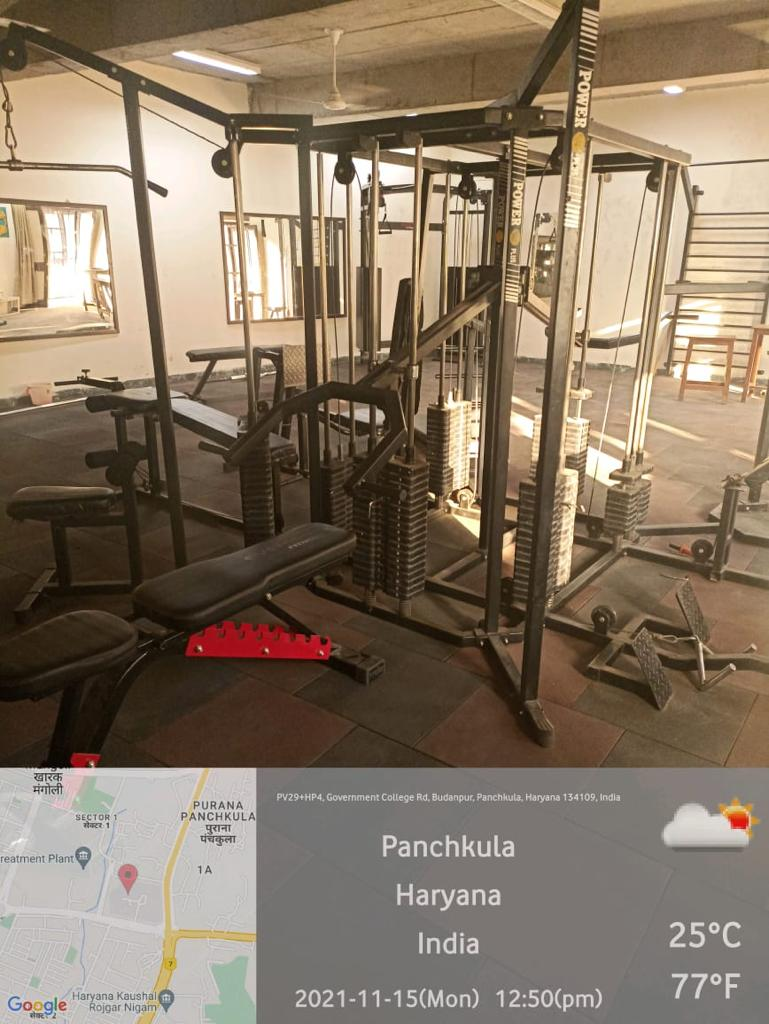 POWER
POWER
खारक
मंगोली
SECTOR 1
सेक्टर 1
PURANA
PANCHKULA
पुराना
पंचकुला
reatment Plant
1A
7
Haryana Kaushal
Rojgar Nigam
Google
PV29+HP4, Government College Rd, Budanpur, Panchkula, Haryana 134109, India
Panchkula
Haryana
India
2021-11-15(Mon) 12:50(pm)
25°C
77°F